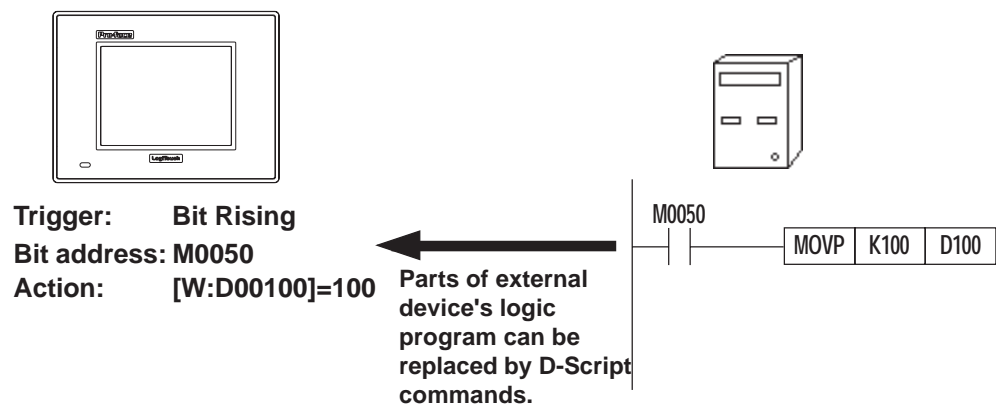 Pro-face
LogiTouch
Trigger: Bit Rising
Bit address: M0050
Action: [W:D00100]=100
Parts of external
device's logic
program can be
replaced by D-Script
commands.
M0050
MOVP K100 D100